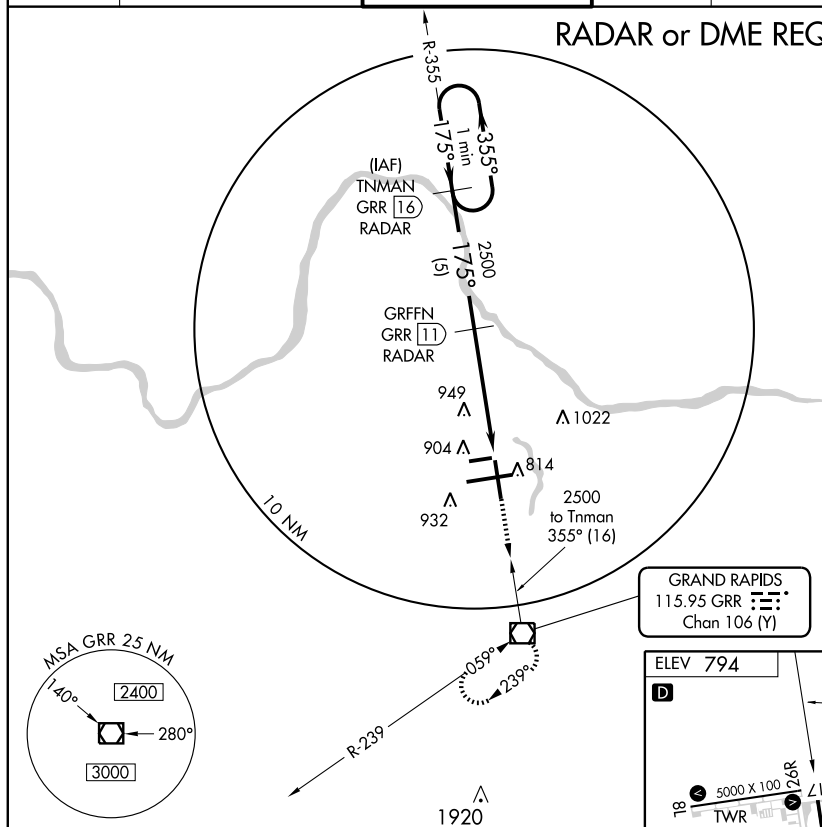 RADAR or DME REQ
R-355
175°
1 min
355°
(IAF)
TNMAN
GRR 16
RADAR
2500
175°
(5)
GRFFN
GRR 11
RADAR
949
1022
904
814
932
10 NM
2500
to Tnman
355° (16)
GRAND RAPIDS
115.95 GRR
Chan 106 (Y)
059°
239°
R-239
MSA GRR 25 NM
140°
2400
280°
3000
1920
ELEV 794
D
8L
5000 X 100
26R
17
V
V
TWR